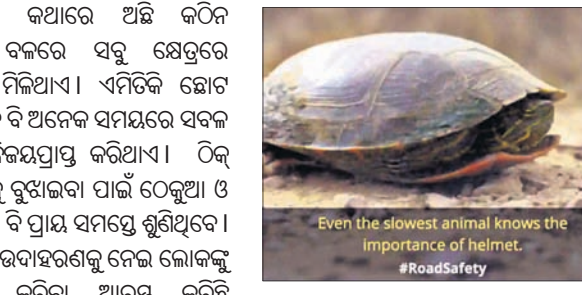 କଥାରେ ଅଛି କଠିନ
ବଳରେ ସବୁ କ୍ଷେତ୍ରରେ
ମିଳିଥାଏ। ଏମିତିକି ଛୋଟ
ବି ଅନେକ ସମୟରେ ସବଳ
କରିଥାଏ। ଠିକ୍
ବୁଝାଇବା ପାଇଁ ଠେକୁଆ ଓ
ବି ପ୍ରାୟ ସମସ୍ତେ ଶୁଣିଥିବେ।
ଉଦାହରଣକୁ ନେଇ ଲୋକଙ୍କୁ
Even the slowest animal knows the
importance of helmet.
#RoadSafety